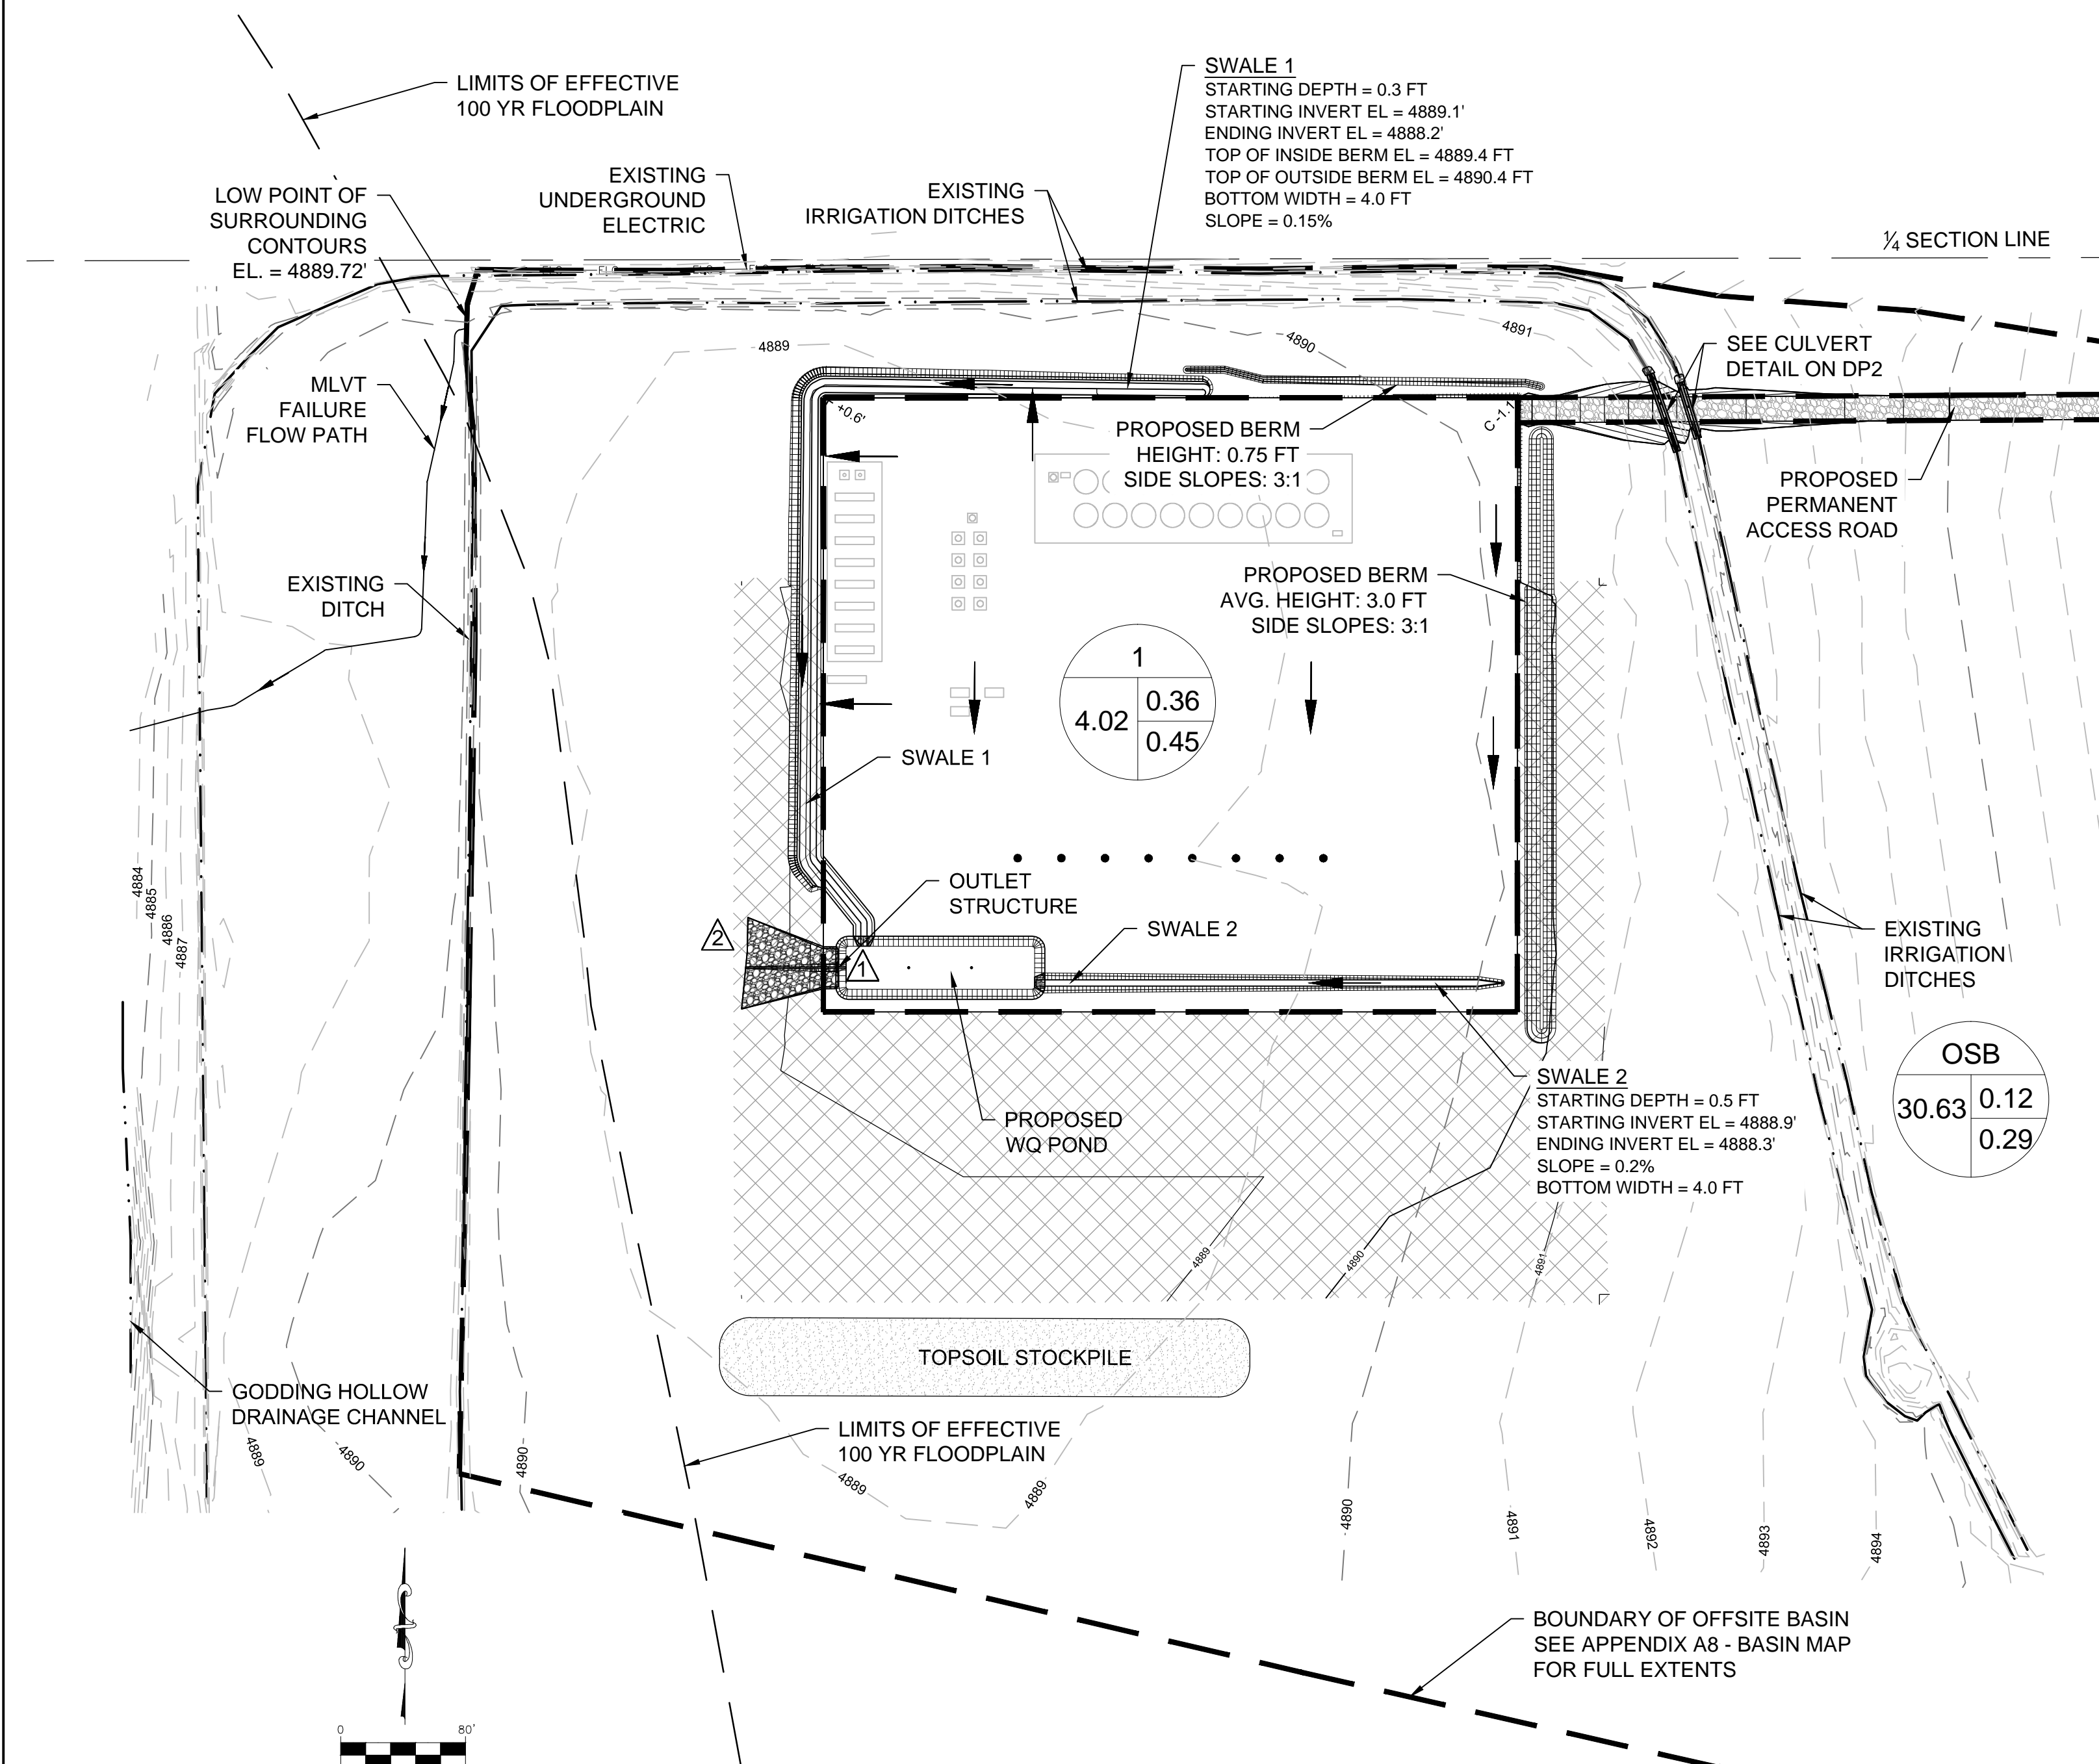 LIMITS OF EFFECTIVE
100 YR FLOODPLAIN
SWALE 1
STARTING DEPTH = 0.3 FT
STARTING INVERT EL = 4889.1'
ENDING INVERT EL = 4888.2'
TOP OF INSIDE BERM EL = 4889.4 FT
TOP OF OUTSIDE BERM EL = 4890.4 FT
BOTTOM WIDTH = 4.0 FT
SLOPE = 0.15%
LOW POINT OF
SURROUNDING
CONTOURS
EL. = 4889.72'
EXISTING
UNDERGROUND
ELECTRIC
EXISTING
IRRIGATION DITCHES
¼ SECTION LINE
4889
4890
4891
SEE CULVERT
DETAIL ON DP2
MLVT
FAILURE
FLOW PATH
+0.6'
C -1.1
PROPOSED BERM
HEIGHT: 0.75 FT
SIDE SLOPES: 3:1
PROPOSED
PERMANENT
ACCESS ROAD
EXISTING
DITCH
PROPOSED BERM
AVG. HEIGHT: 3.0 FT
SIDE SLOPES: 3:1
1
4.02
0.36
0.45
SWALE 1
OUTLET
STRUCTURE
SWALE 2
2
1
4884
4885
4886
4887
EXISTING
IRRIGATION
DITCHES
OSB
30.63
0.12
0.29
PROPOSED
WQ POND
SWALE 2
STARTING DEPTH = 0.5 FT
STARTING INVERT EL = 4888.9'
ENDING INVERT EL = 4888.3'
SLOPE = 0.2%
BOTTOM WIDTH = 4.0 FT
4889
4890
4891
TOPSOIL STOCKPILE
GODDING HOLLOW
DRAINAGE CHANNEL
LIMITS OF EFFECTIVE
100 YR FLOODPLAIN
4889
4890
4890
4889
4889
4890
4891
4892
4893
4894
BOUNDARY OF OFFSITE BASIN
SEE APPENDIX A8 - BASIN MAP
FOR FULL EXTENTS
0
80'